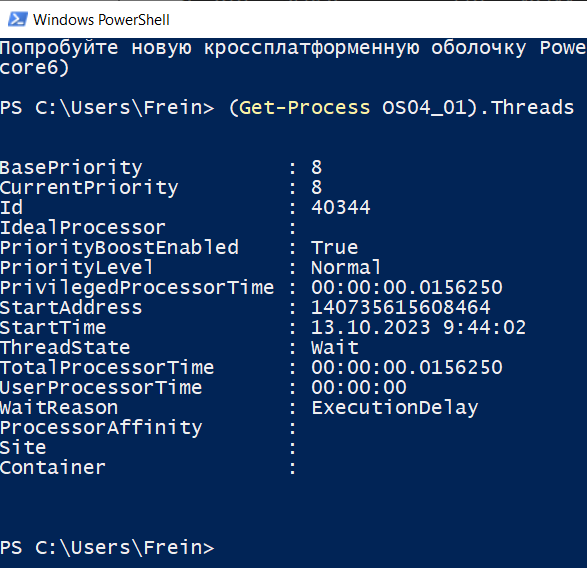 Windows PowerShell
Попробуйте новую кроссплатформенную оболочку Powe
core6)
PS C:\Users\Frein> (Get-Process OS04_01).Threads
BasePriority : 8
CurrentPriority : 8
Id : 40344
IdealProcessor :
PriorityBoostEnabled : True
PriorityLevel : Normal
PrivilegedProcessorTime : 00:00:00.0156250
StartAddress : 140735615608464
StartTime : 13.10.2023 9:44:02
ThreadState : Wait
TotalProcessorTime : 00:00:00.0156250
UserProcessorTime : 00:00:00
WaitReason : ExecutionDelay
ProcessorAffinity :
Site :
Container :
PS C:\Users\Frein>